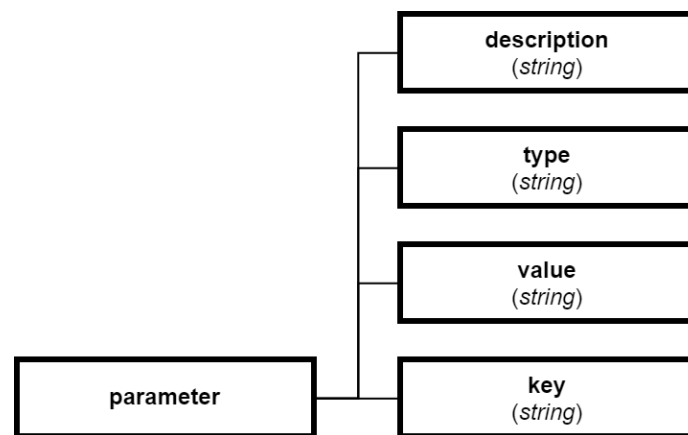 description
(string)
type
(string)
value
(string)
parameter
key
(string)